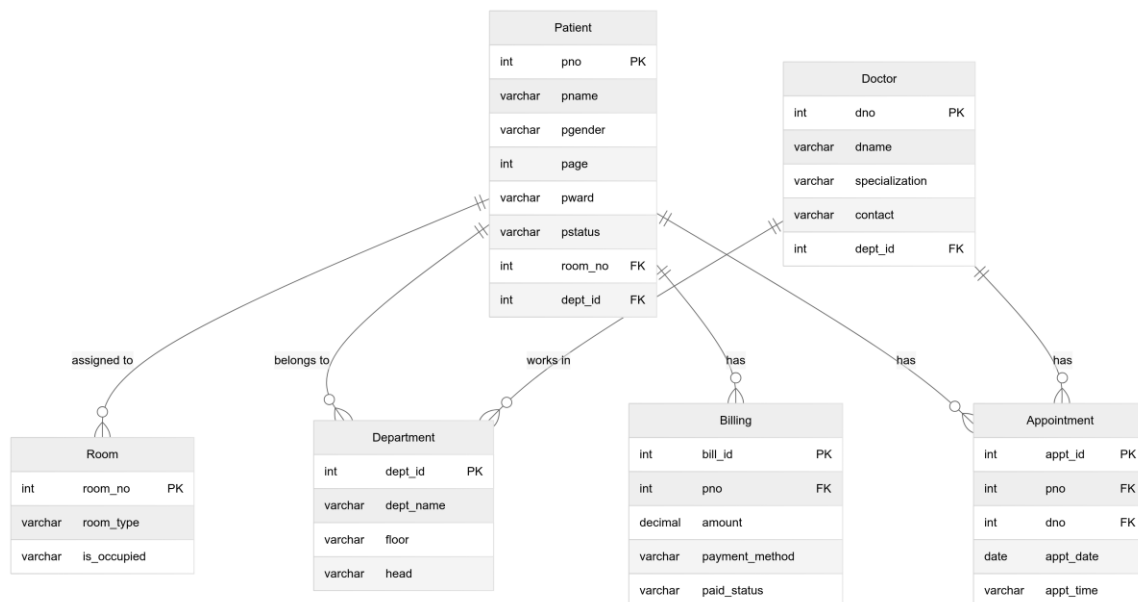 Patient
int pno PK
varchar pname
varchar pgender
int page
varchar pward
varchar pstatus
int room_no FK
int dept_id FK
Doctor
int dno PK
varchar dname
varchar specialization
varchar contact
int dept_id FK
assigned to
belongs to
works in
has
has
has
Room
int room_no PK
varchar room_type
varchar is_occupied
Department
int dept_id PK
varchar dept_name
varchar floor
varchar head
Billing
int bill_id PK
int pno FK
decimal amount
varchar payment_method
varchar paid_status
Appointment
int appt_id PK
int pno FK
int dno FK
date appt_date
varchar appt_time